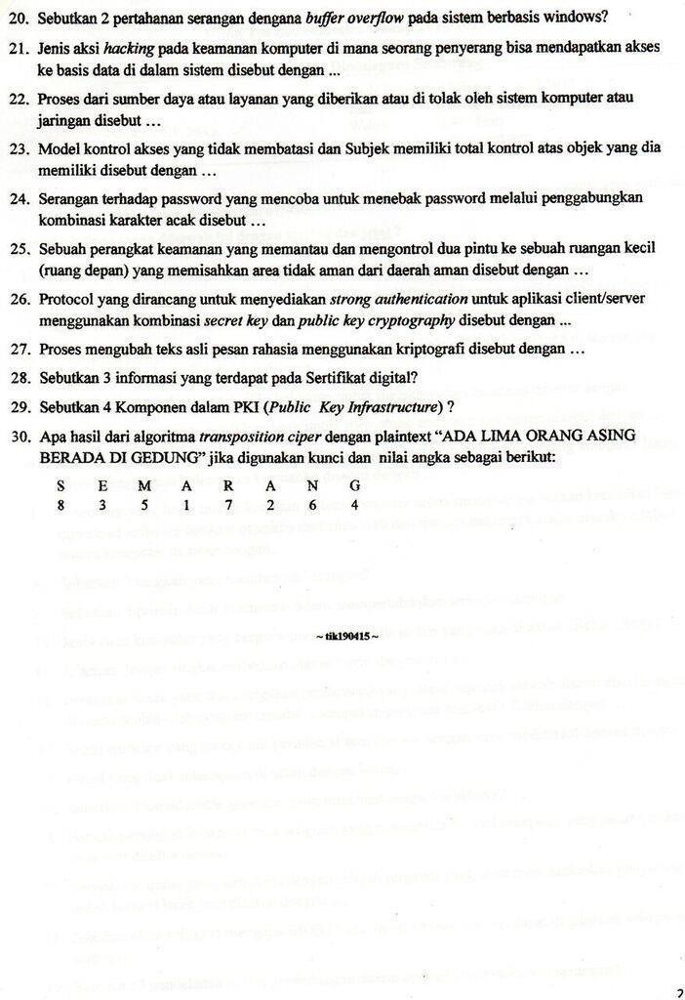 20. Sebutkan 2 pertahanan serangan dengana buffer overflow pada sistem berbasis windows?
21. Jenis aksi hacking pada keamanan komputer di mana seorang penyerang bisa mendapatkan akses
ke basis data di dalam sistem disebut dengan ...
22. Proses dari sumber daya atau layanan yang diberikan atau di tolak oleh sistem komputer atau
jaringan disebut ...
23. Model kontrol akses yang tidak membatasi dan Subjek memiliki total kontrol atas objek yang dia
memiliki disebut dengan ...
24. Serangan terhadap password yang mencoba untuk menebak password melalui penggabungkan
kombinasi karakter acak disebut ...
25. Sebuah perangkat keamanan yang memantau dan mengontrol dua pintu ke sebuah ruangan kecil
(ruang depan) yang memisahkan area tidak aman dari daerah aman disebut dengan ...
26. Protocol yang dirancang untuk menyediakan strong authentication untuk aplikasi client/server
menggunakan kombinasi secret key dan public key cryptography disebut dengan ...
27. Proses mengubah teks asli pesan rahasia menggunakan kriptografi disebut dengan ...
28. Sebutkan 3 informasi yang terdapat pada Sertifikat digital?
29. Sebutkan 4 Komponen dalam PKI (Public Key Infrastructure) ?
30. Apa hasil dari algoritma transposition ciper dengan plaintext “ADA LIMA ORANG ASING
BERADA DI GEDUNG” jika digunakan kunci dan nilai angka sebagai berikut:
S E M A R A N G
8 3 5 1 7 2 6 4
~ tik190415 ~
2